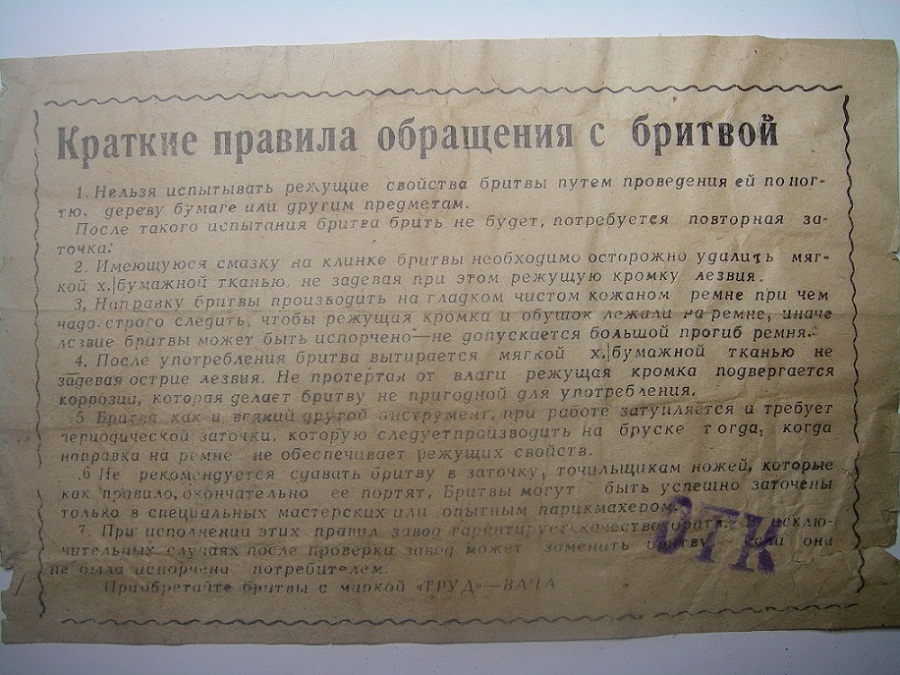 Краткие правила обращения с бритвой
1. Нельзя испытывать режущие свойства бритвы путем проведения ей по ног-
тю, дереву бумаге или другим предметам.
После такого испытания бритва брить не будет, потребуется повторная за-
точка:
2. Имеющуюся смазку на клинке бритвы необходимо осторожно удалить мяг-
кой х.|бумажной тканью, не задевая при этом режущую кромку лезвия.
3. Направку бритвы производить на гладком чистом кожаном ремне при чем
надо.строго следить, чтобы режущая кромка и обушок лежали на ремне, иначе
лезвие бритвы может быть испорчено—не допускается большой прогиб ремня.
4. После употребления бритва вытирается мягкой х.|бумажной тканью не
задевая острие лезвия. Не протертая от влаги режущая кромка подвергается
коррозии, которая делает бритву не пригодной для употребления.
5. Бритва как и всякий другой инструмент, при работе затупляется и требует
периодической заточки, которую следует производить на бруске тогда, когда
направка на ремне не обеспечивает режущих свойств.
.6 Не рекомендуется сдавать бритву в заточку, точильщикам ножей, которые
как правило, окончательно ее портят. Бритвы могут быть успешно заточены
только в специальных мастерских или опытным парикмахером.
7. При исполнении этих правил завод гарантирует качество В исклю-
чительных случаях после проверки завод может заменить бритву если она
не была испорчена потребителем.
Приобретайте бритвы с маркой «ТРУД»—ВАЧА
ОТК